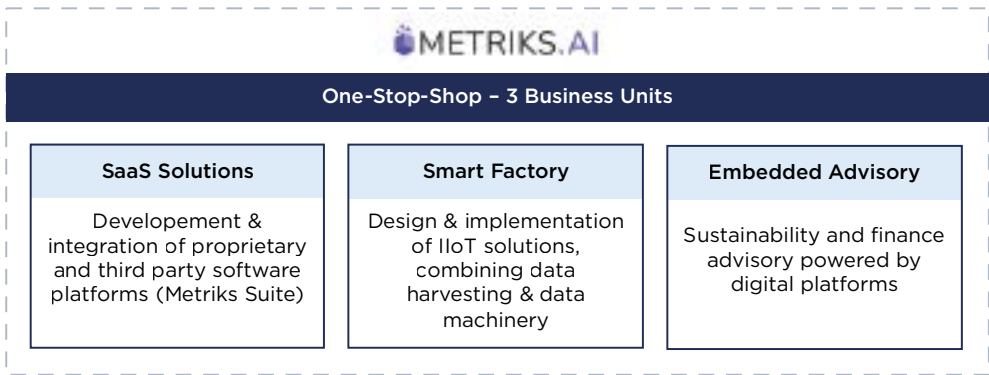 METRIKS.AI
One-Stop-Shop – 3 Business Units
SaaS Solutions
Developement &
integration of proprietary
and third party software
platforms (Metriks Suite)
Smart Factory
Design & implementation
of IIoT solutions,
combining data
harvesting & data
machinery
Embedded Advisory
Sustainability and finance
advisory powered by
digital platforms